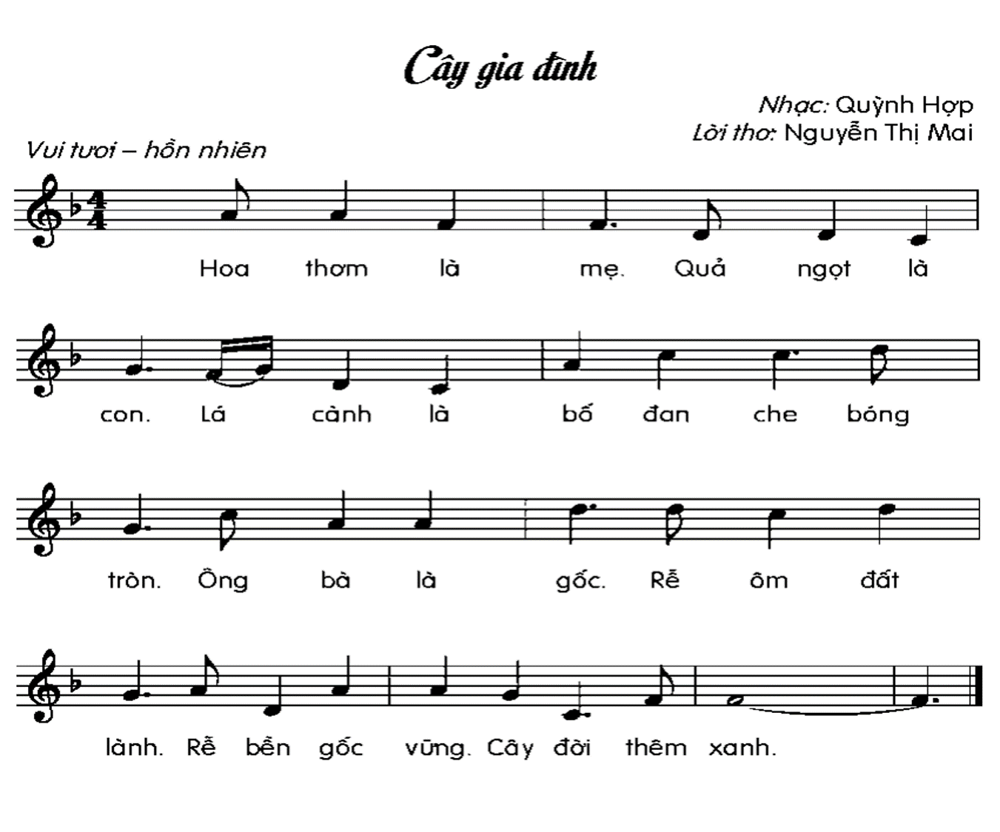 Cây gia đình
Nhạc: Quỳnh Hợp
Lời thơ: Nguyễn Thị Mai
Vui tươi – hồn nhiên
4
4
Hoa thơm là mẹ. Quả ngọt là
con. Lá cành là bố đan che bóng
tròn. Ông bà là gốc. Rễ ôm đất
lành. Rễ bền gốc vững. Cây đời thêm xanh.